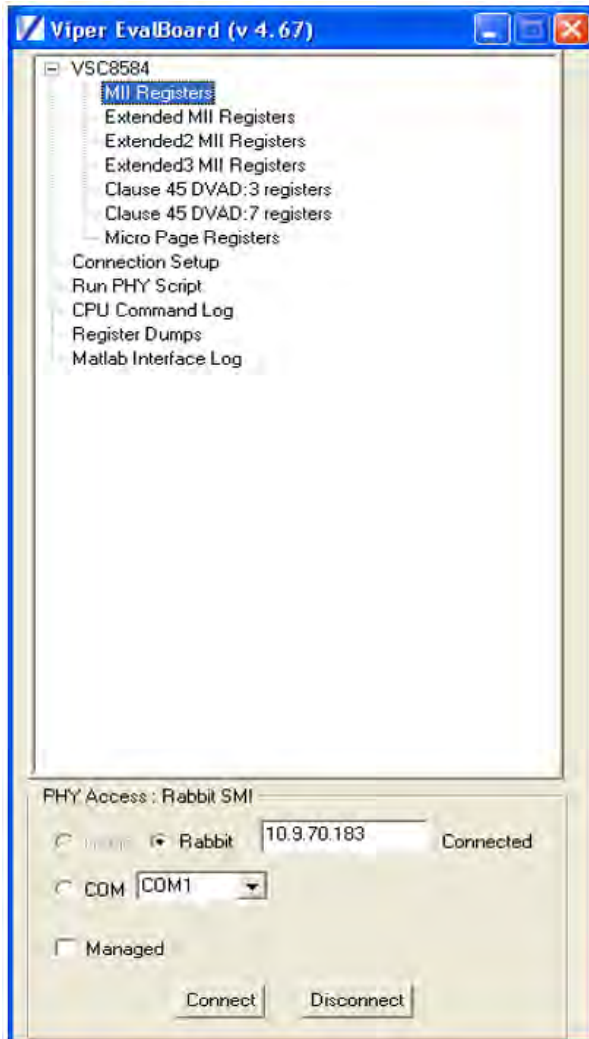 Viper EvalBoard (v 4.67)
VSC8584
MII Registers
Extended MII Registers
Extended2 MII Registers
Extended3 MII Registers
Clause 45 DVAD:3 registers
Clause 45 DVAD:7 registers
Micro Page Registers
Connection Setup
Run PHY Script
CPU Command Log
Register Dumps
Matlab Interface Log
PHY Access : Rabbit SMI
Rabbit 10.9.70.183 Connected
COM COM1
Managed
Connect Disconnect